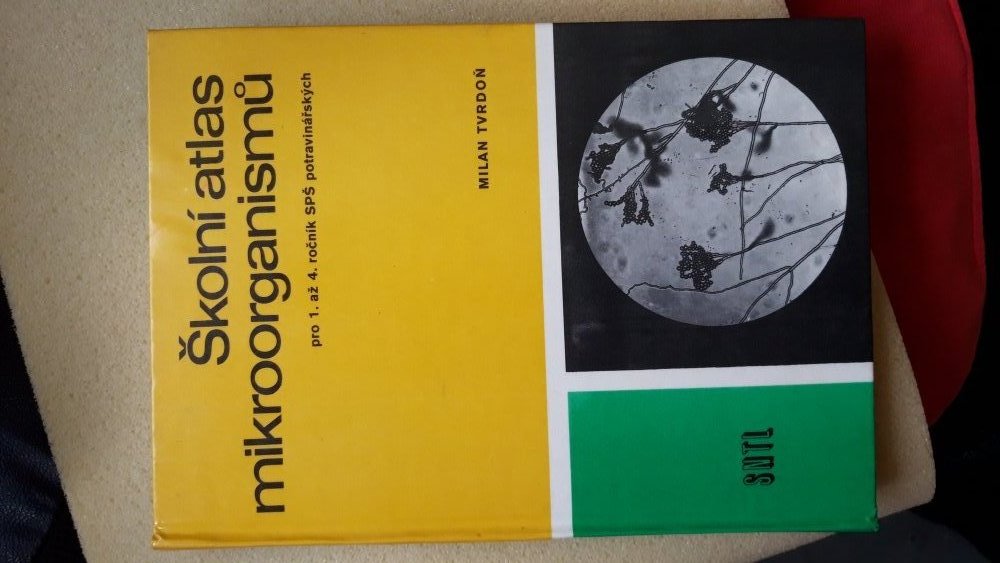 Školní atlas
mikroorganismů
pro 1. až 4. ročník SPŠ potravinářských
MILAN TVRDOŇ
SNTL